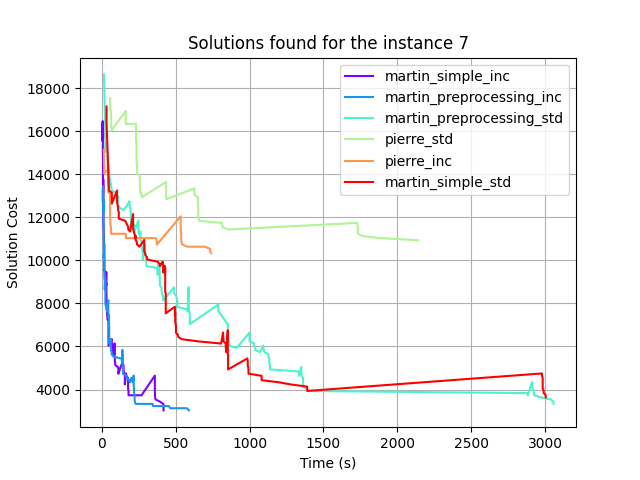 Solutions found for the instance 7
martin_simple_inc
martin_preprocessing_inc
martin_preprocessing_std
pierre_std
pierre_inc
martin_simple_std
Solution Cost
18000
16000
14000
12000
10000
8000
6000
4000
0 500 1000 1500 2000 2500 3000
Time (s)